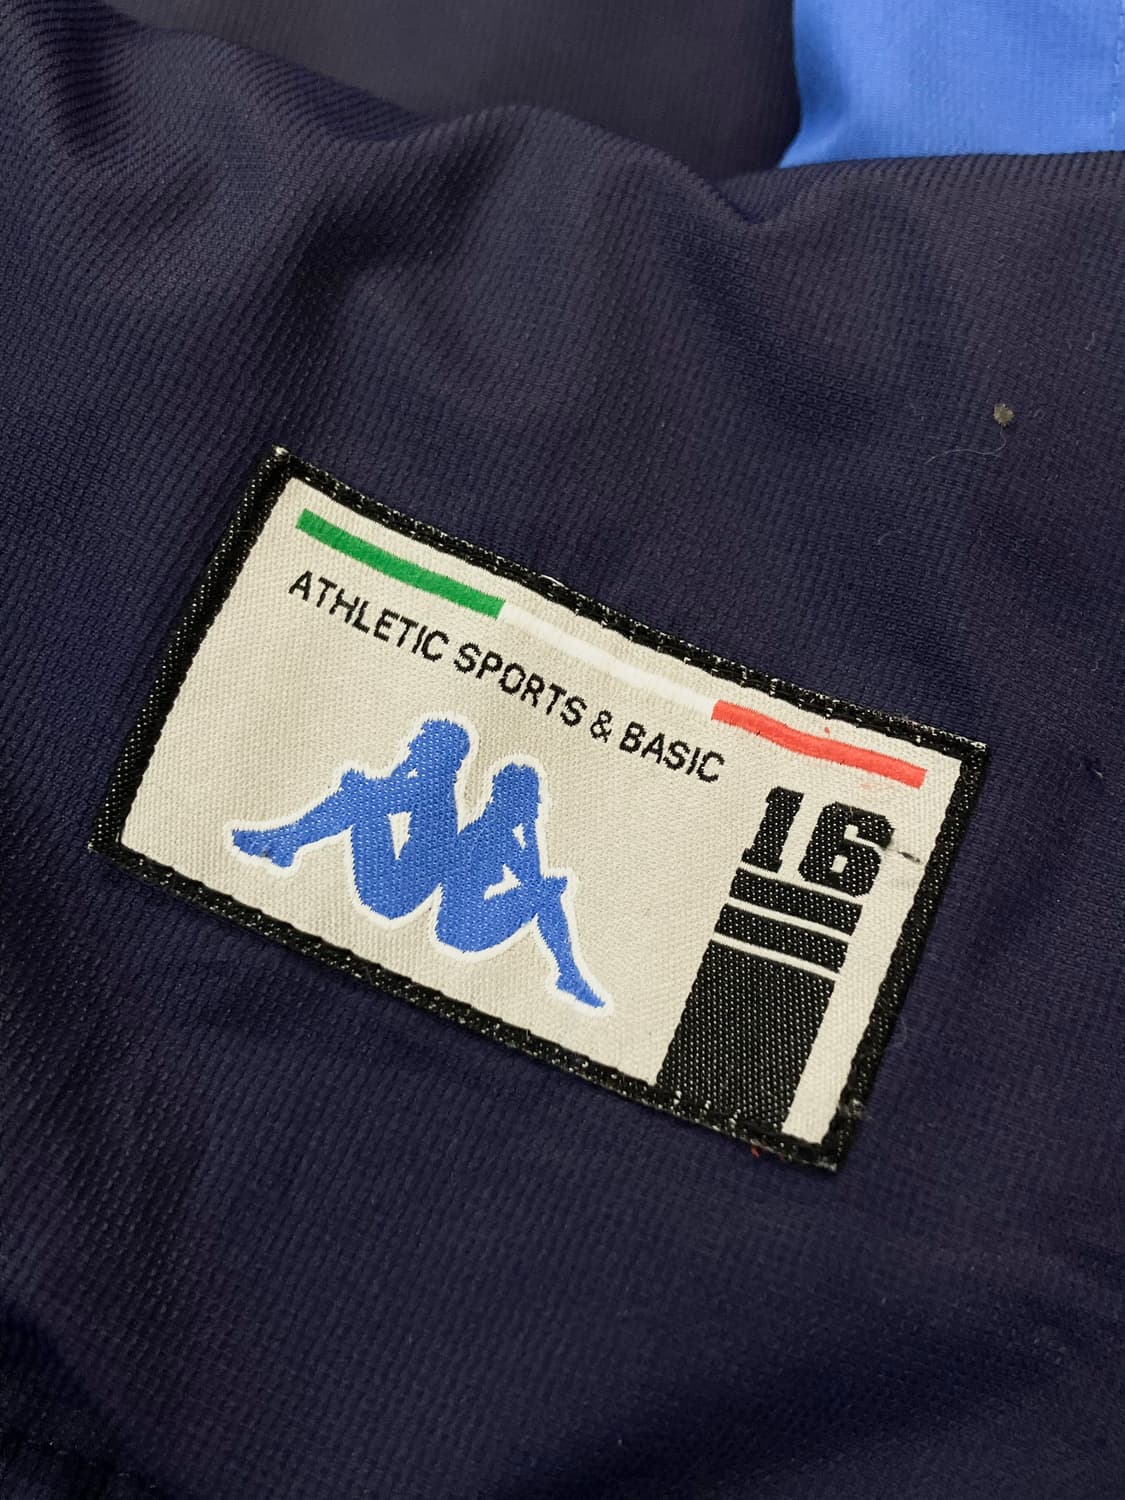 ATHLETIC SPORTS & BASIC
16